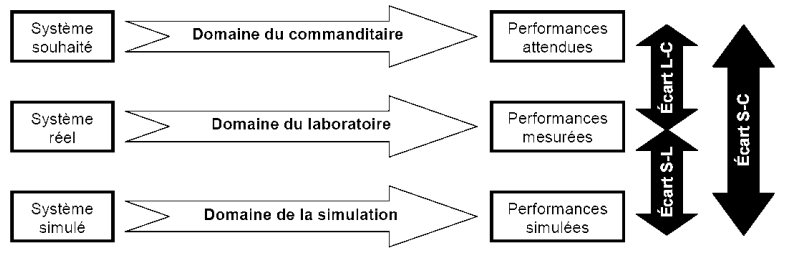 Système
souhaité
Domaine du commanditaire
Performances
attendues
Écart L-C
Écart S-C
Système
réel
Domaine du laboratoire
Performances
mesurées
Écart S-L
Système
simulé
Domaine de la simulation
Performances
simulées